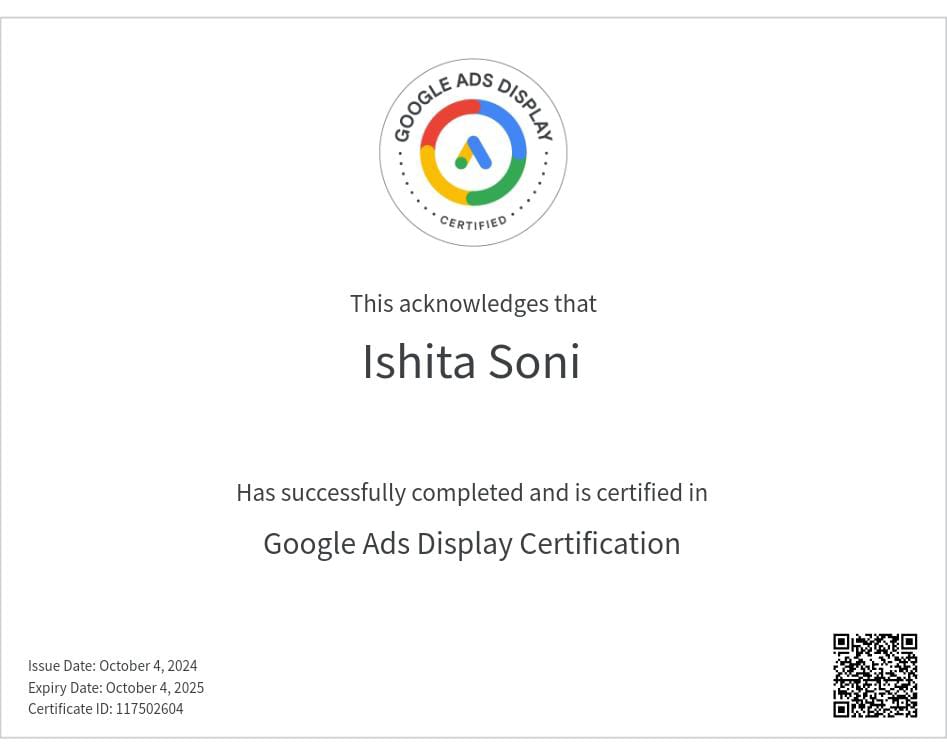 GOOGLE ADS DISPLAY
CERTIFIED
This acknowledges that
Ishita Soni
Has successfully completed and is certified in
Google Ads Display Certification
Issue Date: October 4, 2024
Expiry Date: October 4, 2025
Certificate ID: 117502604